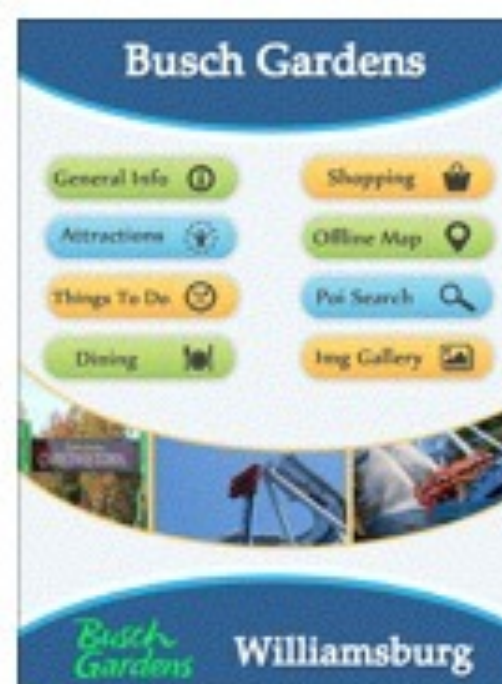 Busch Gardens
General Info
Shopping
Attractions
Offline Map
Things To Do
Poi Search
Dining
Img Gallery
Busch
Gardens
Williamsburg